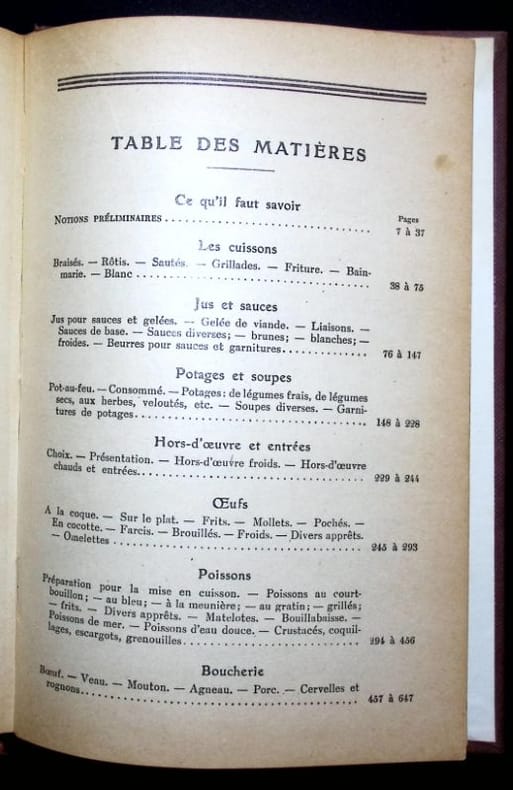 TABLE DES MATIÈRES
Ce qu'il faut savoir
Pages
NOTIONS PRÉLIMINAIRES ........................ 7 à 37
Les cuissons
Braisés. — Rôtis. — Sautés. — Grillades. — Friture. — Bain-
marie. — Blanc ........................ 38 à 75
Jus et sauces
Jus pour sauces et gelées. — Gelée de viande. — Liaisons. —
Sauces de base. — Sauces diverses; — brunes; — blanches; —
froides. — Beurres pour sauces et garnitures............. 76 à 147
Potages et soupes
Pot-au-feu. — Consommé. — Potages: de légumes frais, de légumes
secs, aux herbes, veloutés, etc. — Soupes diverses. — Garni-
tures de potages........................ 148 à 228
Hors-d'œuvre et entrées
Choix. — Présentation. — Hors-d'œuvre froids. — Hors-d'œuvre
chauds et entrées........................ 229 à 244
Œufs
A la coque. — Sur le plat. — Frits. — Mollets. — Pochés. —
En cocotte. — Farcis. — Brouillés. — Froids. — Divers apprêts.
— Omelettes ........................ 245 à 293
Poissons
Préparation pour la mise en cuisson. — Poissons au court-
bouillon; — au bleu; — à la meunière; — au gratin; — grillés;
— frits. — Divers apprêts. — Matelotes. — Bouillabaisse. —
Poissons de mer. — Poissons d'eau douce. — Crustacés, coquil-
lages, escargots, grenouilles........................ 294 à 456
Boucherie
Bœuf. — Veau. — Mouton. — Agneau. — Porc. — Cervelles et
rognons........................ 457 à 647